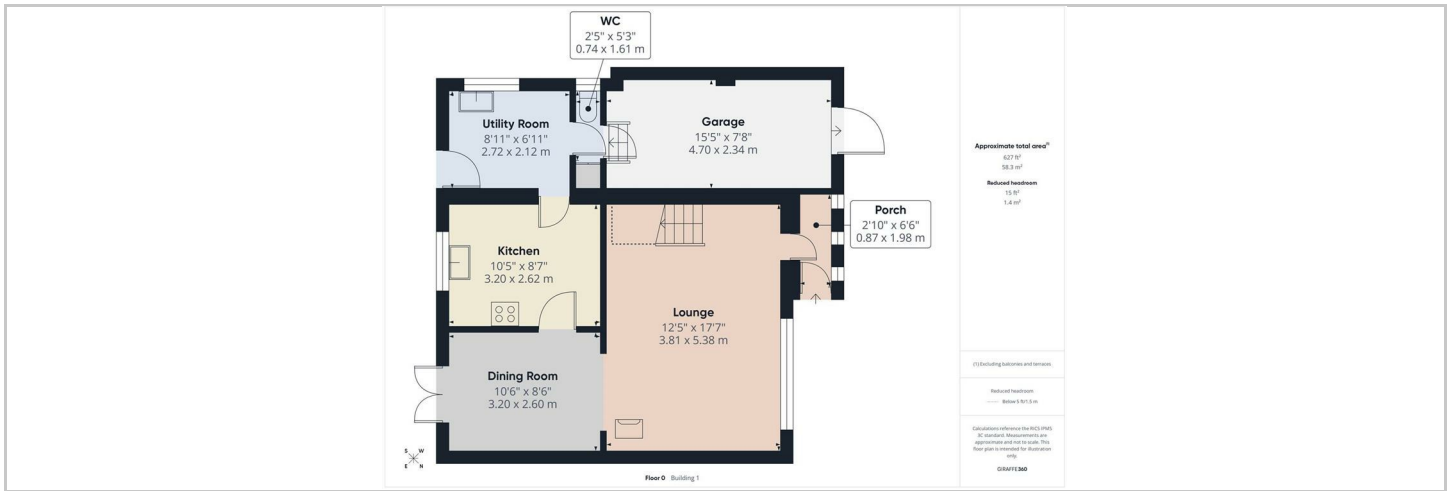 WC
2'5" x 5'3"
0.74 x 1.61 m
Utility Room
8'11" x 6'11"
2.72 x 2.12 m
Garage
15'5" x 7'8"
4.70 x 2.34 m
Porch
2'10" x 6'6"
0.87 x 1.98 m
Kitchen
10'5" x 8'7"
3.20 x 2.62 m
Lounge
12'5" x 17'7"
3.81 x 5.38 m
Dining Room
10'6" x 8'6"
3.20 x 2.60 m
S W
E N
Floor 0 Building 1
Approximate total area(1)
627 ft²
58.3 m²
Reduced headroom
15 ft²
1.4 m²
(1) Excluding balconies and terraces
Reduced headroom
Below 5 ft/1.5 m
Calculations reference the RICS IPMS
3C standard. Measurements are
approximate and not to scale. This
floor plan is intended for illustration
only.
GIRAFFE360